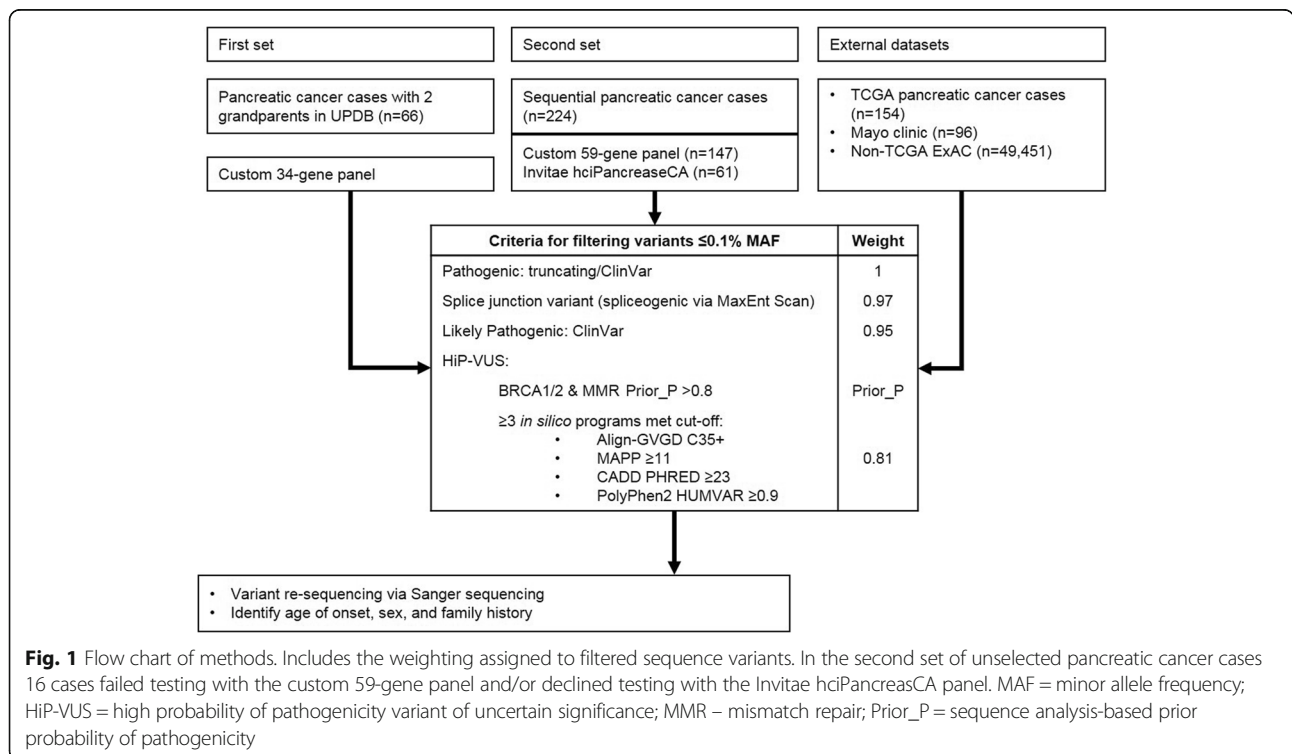 First set
Second set
External datasets
Pancreatic cancer cases with 2
grandparents in UPDB (n=66)
Sequential pancreatic cancer cases
(n=224)
• TCGA pancreatic cancer cases
(n=154)
• Mayo clinic (n=96)
• Non-TCGA ExAC (n=49,451)
Custom 34-gene panel
Custom 59-gene panel (n=147)
Invitae hciPancreaseCA (n=61)
Criteria for filtering variants ≤0.1% MAF Weight
Pathogenic: truncating/ClinVar 1
Splice junction variant (spliceogenic via MaxEnt Scan) 0.97
Likely Pathogenic: ClinVar 0.95
HiP-VUS:
BRCA1/2 & MMR Prior_P >0.8 Prior_P
≥3 in silico programs met cut-off:
• Align-GVGD C35+
• MAPP ≥11
• CADD PHRED ≥23
• PolyPhen2 HUMVAR ≥0.9
0.81
• Variant re-sequencing via Sanger sequencing
• Identify age of onset, sex, and family history
Fig. 1 Flow chart of methods. Includes the weighting assigned to filtered sequence variants. In the second set of unselected pancreatic cancer cases
16 cases failed testing with the custom 59-gene panel and/or declined testing with the Invitae hciPancreasCA panel. MAF = minor allele frequency;
HiP-VUS = high probability of pathogenicity variant of uncertain significance; MMR – mismatch repair; Prior_P = sequence analysis-based prior
probability of pathogenicity